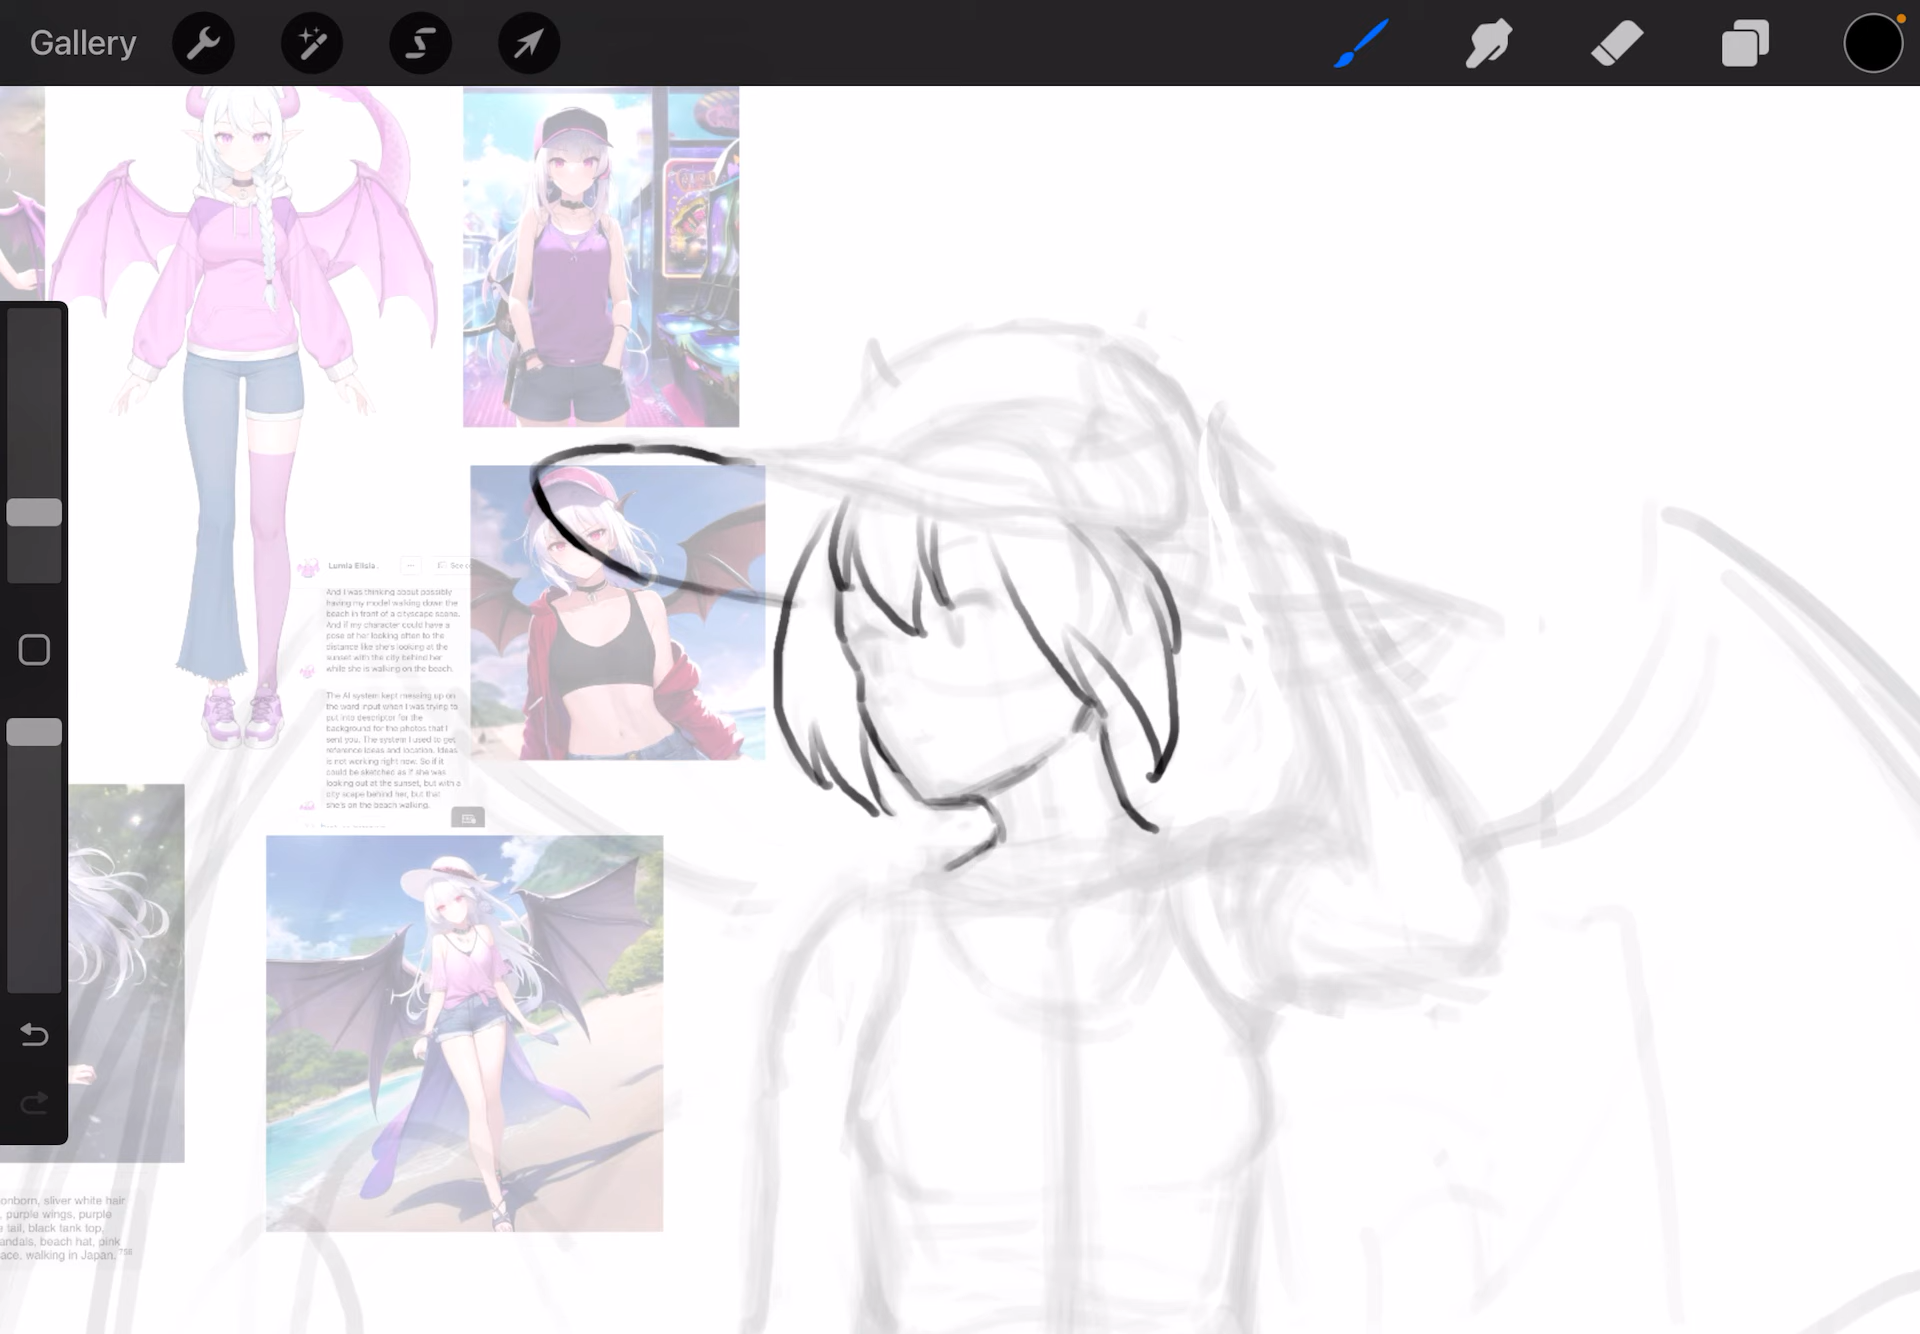 Gallery
Lumia Elisia.
And I was thinking about possibly
having my model walking down the
beach in front of a cityscape scene.
And if my character could have a
pose of her looking often to the
distance like she's looking at the
sunset with the city behind her
while she is walking on the beach.
The AI system kept messing up on
the word input when I was trying to
put into descriptor for the
background for the photos that I
sent you. The system I used to get
reference ideas and location. Ideas
is not working right now. So if it
could be sketched as if she was
looking out at the sunset, but with a
city scape behind her, but that
she's on the beach walking.
onborn, sliver white hair
, purple wings, purple
e tail, black tank top,
andals, beach hat, pink
ace, walking in Japan.